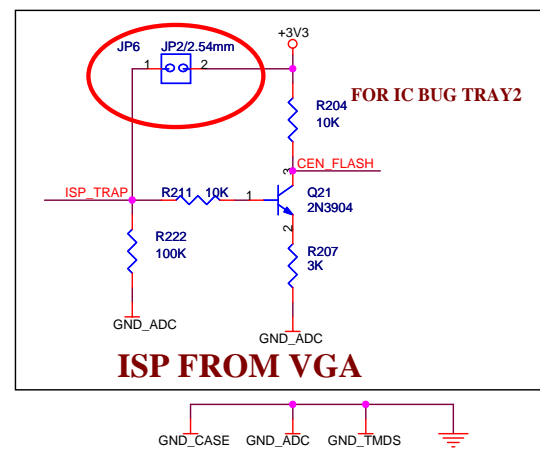 JP6 JP2/2.54mm
1 2
+3V3
R204
10K
FOR IC BUG TRAY2
3
CEN_FLASH
ISP_TRAP
R211 10K
1
Q21
2N3904
2
R222
100K
R207
3K
GND_ADC
GND_ADC
ISP FROM VGA
GND_CASE GND_ADC GND_TMDS